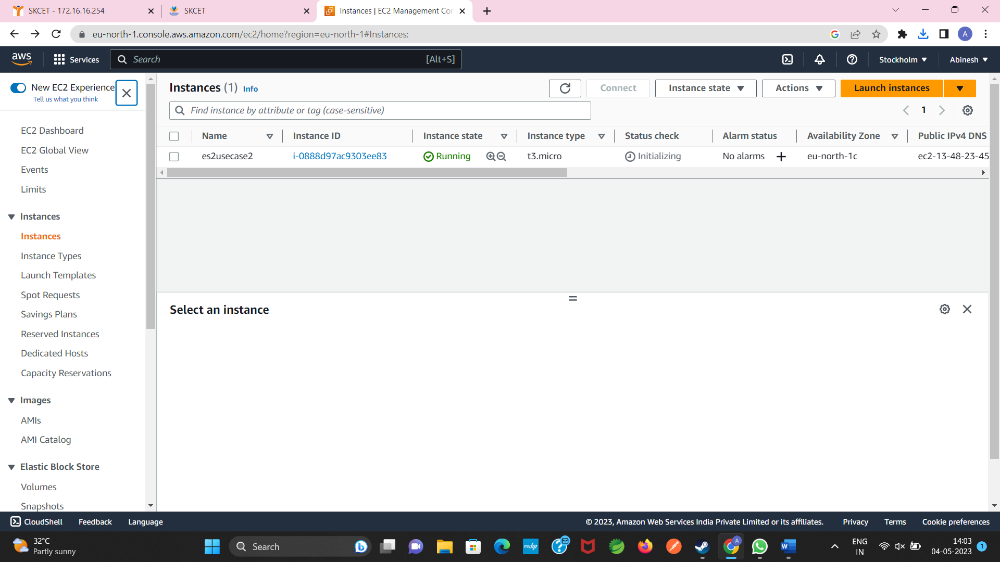 SKCET - 172.16.16.254
SKCET
Instances | EC2 Management Con
eu-north-1.console.aws.amazon.com/ec2/home?region=eu-north-1#Instances:
A
aws
Services
Search
[Alt+S]
Stockholm
Abinesh
New EC2 Experience
Tell us what you think
EC2 Dashboard
EC2 Global View
Events
Limits
Instances
Instances
Instance Types
Launch Templates
Spot Requests
Savings Plans
Reserved Instances
Dedicated Hosts
Capacity Reservations
Images
AMIs
AMI Catalog
Elastic Block Store
Volumes
Snapshots
Instances (1) Info
Connect
Instance state
Actions
Launch instances
Find instance by attribute or tag (case-sensitive)
1
Name Instance ID Instance state Instance type Status check Alarm status Availability Zone Public IPv4 DNS
es2usecase2 i-0888d97ac9303ee83 Running t3.micro Initializing No alarms eu-north-1c ec2-13-48-23-45
Select an instance
CloudShell Feedback Language
© 2023, Amazon Web Services India Private Limited or its affiliates. Privacy Terms Cookie preferences
32°C
Partly sunny
Search
myhp
A
W
ENG
IN
14:03
04-05-2023
1